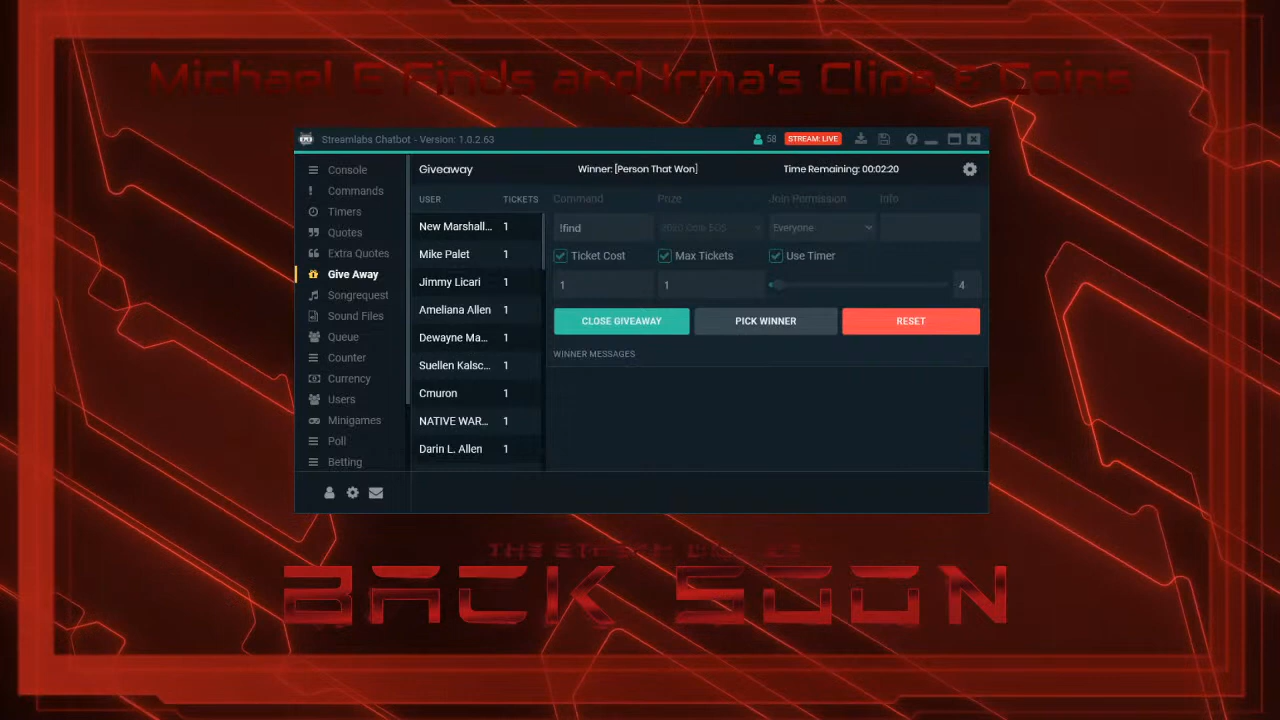 Michael E Finds and Irma's Clips & Coins
Streamlabs Chatbot - Version: 1.0.2.63
58
STREAM: LIVE
Console
Commands
Timers
Quotes
Extra Quotes
Give Away
Songrequest
Sound Files
Queue
Counter
Currency
Users
Minigames
Poll
Betting
Giveaway
Winner: [Person That Won]
Time Remaining: 00:02:20
USER TICKETS
New Marshall... 1
Mike Palet 1
Jimmy Licari 1
Ameliana Allen 1
Dewayne Ma... 1
Suellen Kalsc... 1
Cmuron 1
NATIVE WAR... 1
Darin L. Allen 1
Command Prize Join Permission Info
!find Everyone
Ticket Cost Max Tickets Use Timer
1 1 4
CLOSE GIVEAWAY PICK WINNER RESET
WINNER MESSAGES
BACK SOON